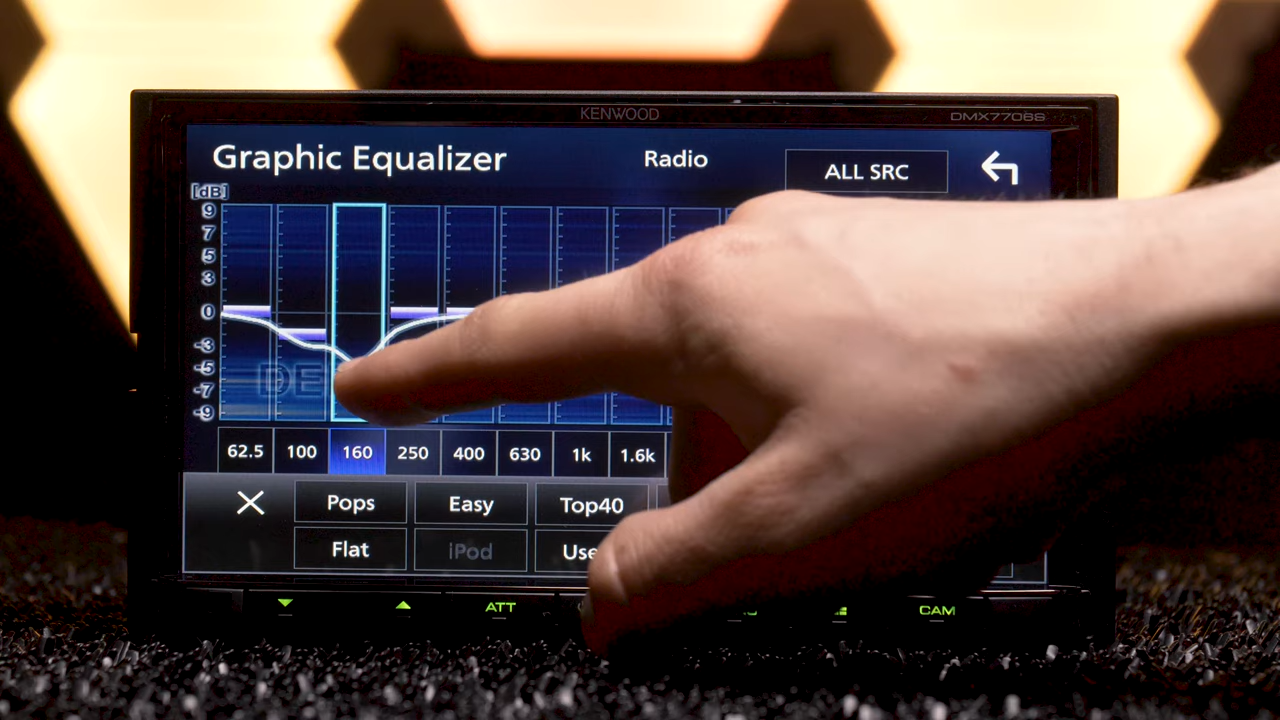 KENWOOD
DMX7706S
Graphic Equalizer
Radio
ALL SRC
[dB]
9
7
5
3
0
-3
-5
-7
-9
62.5 100 160 250 400 630 1k 1.6k
Pops Easy Top40
Flat iPod
ATT
CAM